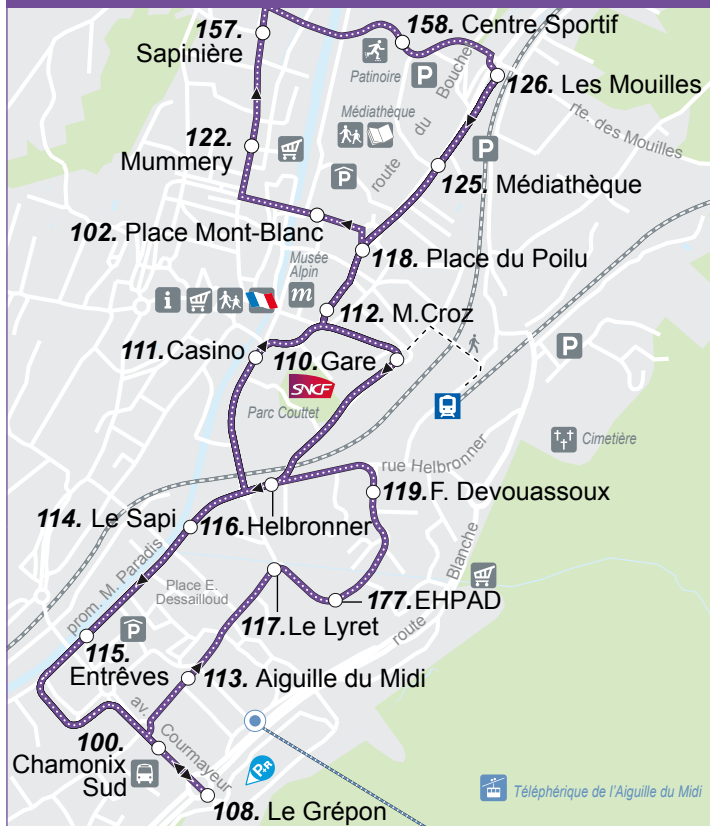 157.
Sapinière
158. Centre Sportif
Patinoire
P
route du Bouchet
126. Les Mouilles
rte. des Mouilles
Médiathèque
122.
Mummery
P
P
125. Médiathèque
102. Place Mont-Blanc
118. Place du Poilu
Musée
Alpin
m
i
112. M.Croz
111. Casino
110. Gare
P
SNCF
Parc Couttet
Cimetière
rue Helbronner
119. F. Devouassoux
114. Le Sapi
116. Helbronner
prom. M. Paradis
Place E.
Dessailloud
route Blanche
177. EHPAD
117. Le Lyret
P
115.
Entrêves
113. Aiguille du Midi
av. Courmayeur
100.
Chamonix
Sud
P+R
Téléphérique de l'Aiguille du Midi
108. Le Grépon